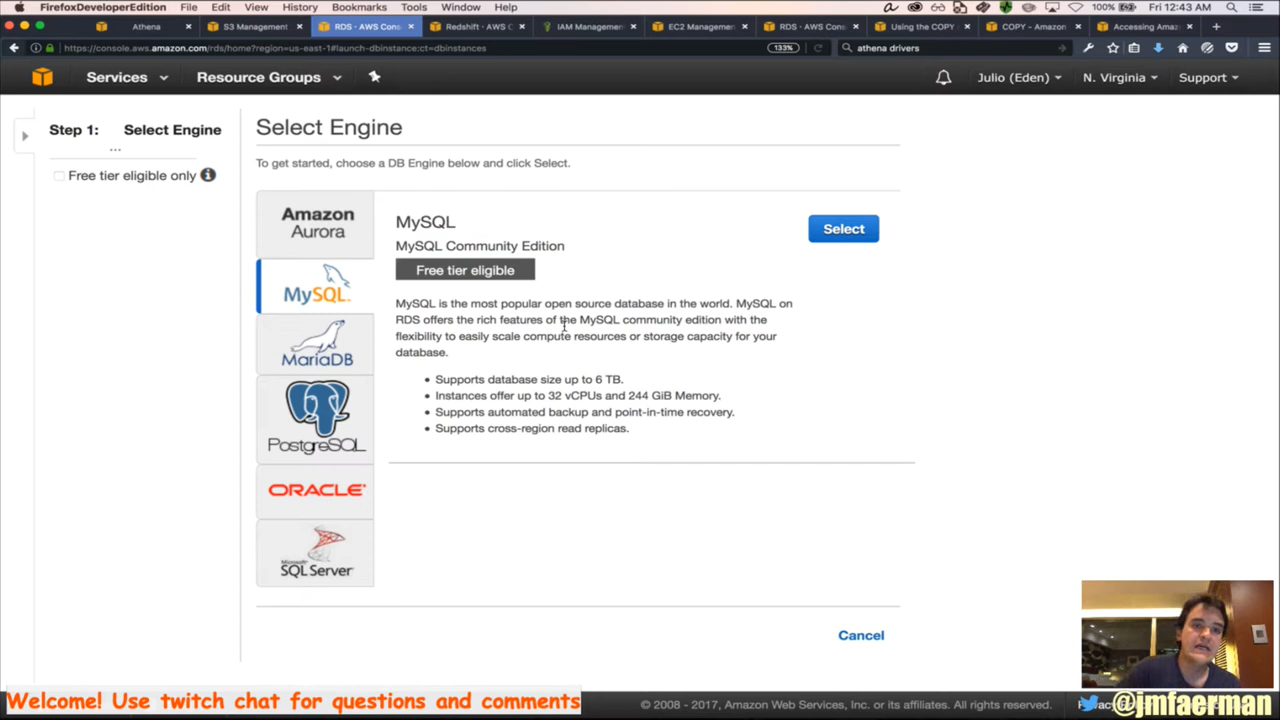 FirefoxDeveloperEdition File Edit View History Bookmarks Tools Window Help 100% Fri 12:43 AM
Athena S3 Management RDS - AWS Cons Redshift - AWS C IAM Managemen EC2 Managemen RDS - AWS Cons Using the COPY COPY - Amazon Accessing Amaz
https://console.aws.amazon.com/rds/home?region=us-east-1#launch-dbinstance:ct=dbinstances 133% athena drivers
Services Resource Groups Julio (Eden) N. Virginia Support
Step 1: Select Engine
...
Free tier eligible only
Select Engine
To get started, choose a DB Engine below and click Select.
Amazon
Aurora
MySQL
MariaDB
PostgreSQL
ORACLE
Microsoft
SQL Server
MySQL
Select
MySQL Community Edition
Free tier eligible
MySQL is the most popular open source database in the world. MySQL on
RDS offers the rich features of the MySQL community edition with the
flexibility to easily scale compute resources or storage capacity for your
database.
• Supports database size up to 6 TB.
• Instances offer up to 32 vCPUs and 244 GiB Memory.
• Supports automated backup and point-in-time recovery.
• Supports cross-region read replicas.
Cancel
Welcome! Use twitch chat for questions and comments
© 2008 - 2017, Amazon Web Services, Inc. or its affiliates. All rights reserved.
@jmfaerman